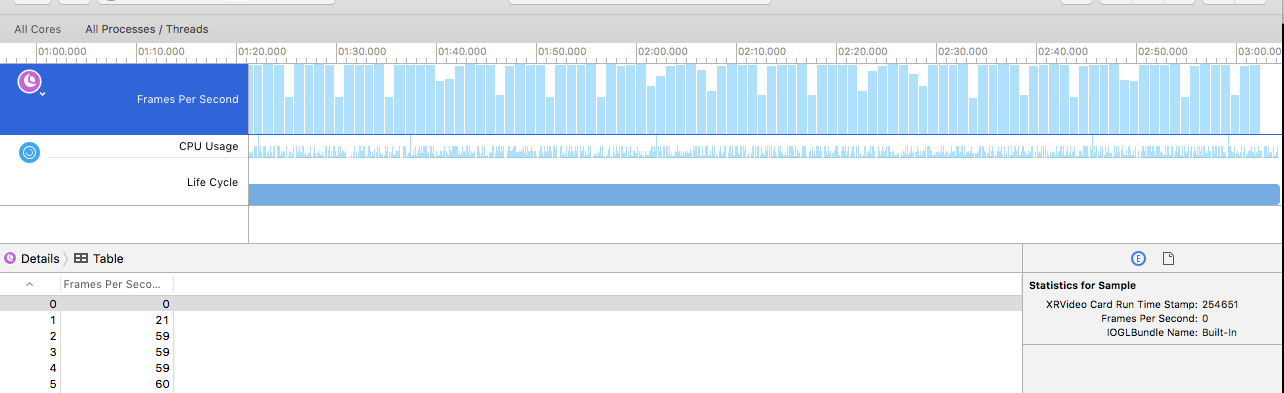 All Cores All Processes / Threads
01:00.000 01:10.000 01:20.000 01:30.000 01:40.000 01:50.000 02:00.000 02:10.000 02:20.000 02:30.000 02:40.000 02:50.000 03:00.00
Frames Per Second
CPU Usage
Life Cycle
Details Table
E
Frames Per Seco...
Statistics for Sample
0 0
XRVideo Card Run Time Stamp: 254651
1 21
Frames Per Second: 0
2 59
IOGLBundle Name: Built-In
3 59
4 59
5 60